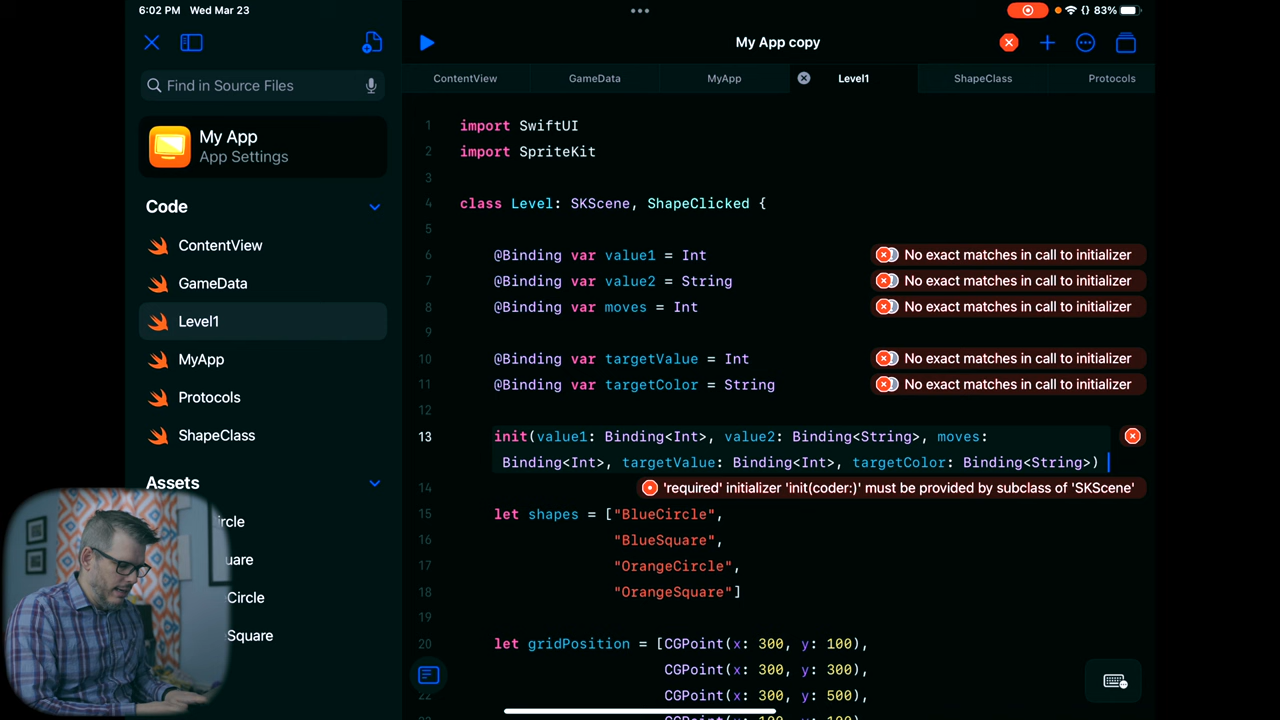 6:02 PM Wed Mar 23
83%
My App copy
ContentView
GameData
MyApp
Level1
ShapeClass
Protocols
Find in Source Files
My App
App Settings
Code
ContentView
GameData
Level1
MyApp
Protocols
ShapeClass
Assets
ircle
uare
Circle
Square
1 import SwiftUI
2 import SpriteKit
3
4 class Level: SKScene, ShapeClicked {
5
6 @Binding var value1 = Int No exact matches in call to initializer
7 @Binding var value2 = String No exact matches in call to initializer
8 @Binding var moves = Int No exact matches in call to initializer
9
10 @Binding var targetValue = Int No exact matches in call to initializer
11 @Binding var targetColor = String No exact matches in call to initializer
12
13 init(value1: Binding<Int>, value2: Binding<String>, moves:
Binding<Int>, targetValue: Binding<Int>, targetColor: Binding<String>)
14 'required' initializer 'init(coder:)' must be provided by subclass of 'SKScene'
15 let shapes = ["BlueCircle",
16 "BlueSquare",
17 "OrangeCircle",
18 "OrangeSquare"]
19
20 let gridPosition = [CGPoint(x: 300, y: 100),
CGPoint(x: 300, y: 300),
22 CGPoint(x: 300, y: 500),